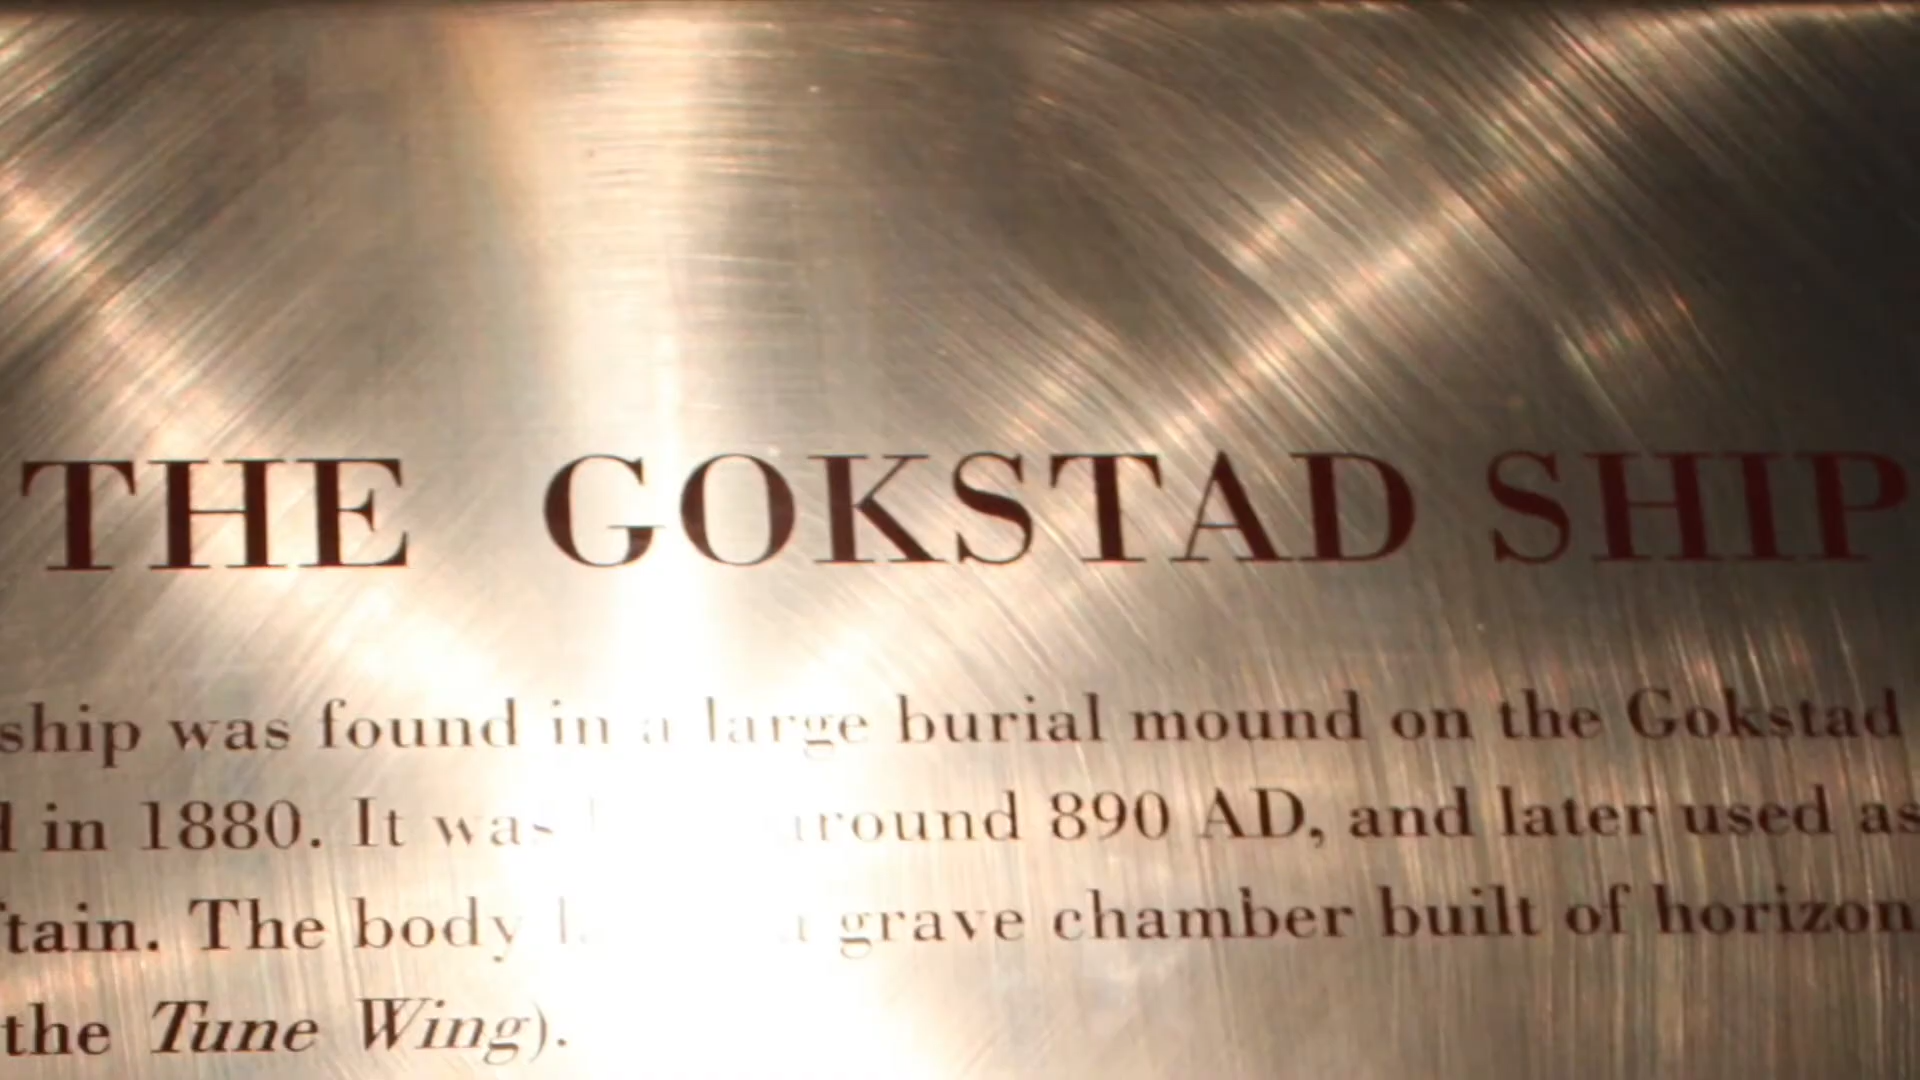 THE GOKSTAD SHIP
ship was found in a large burial mound on the Gokstad
in 1880. It was around 890 AD, and later used as
tain. The body grave chamber built of horizon
the Tune Wing).